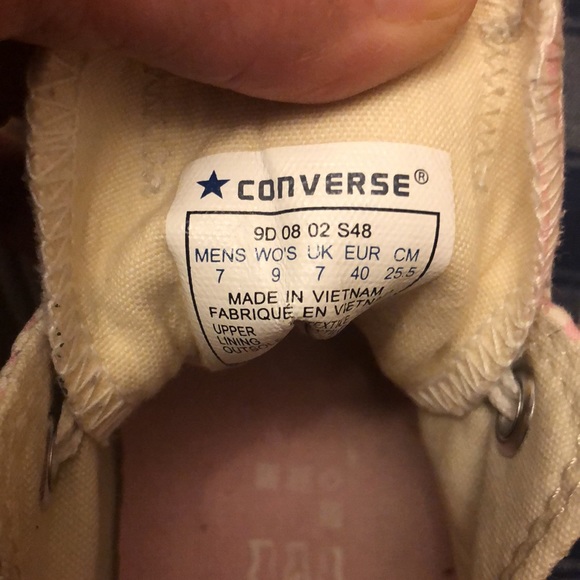 ★ CONVERSE®
9D 08 02 S48
MENS WO'S UK EUR CM
7 9 7 40 25.5
MADE IN VIETNAM
FABRIQUÉ EN
UPPER
LINING